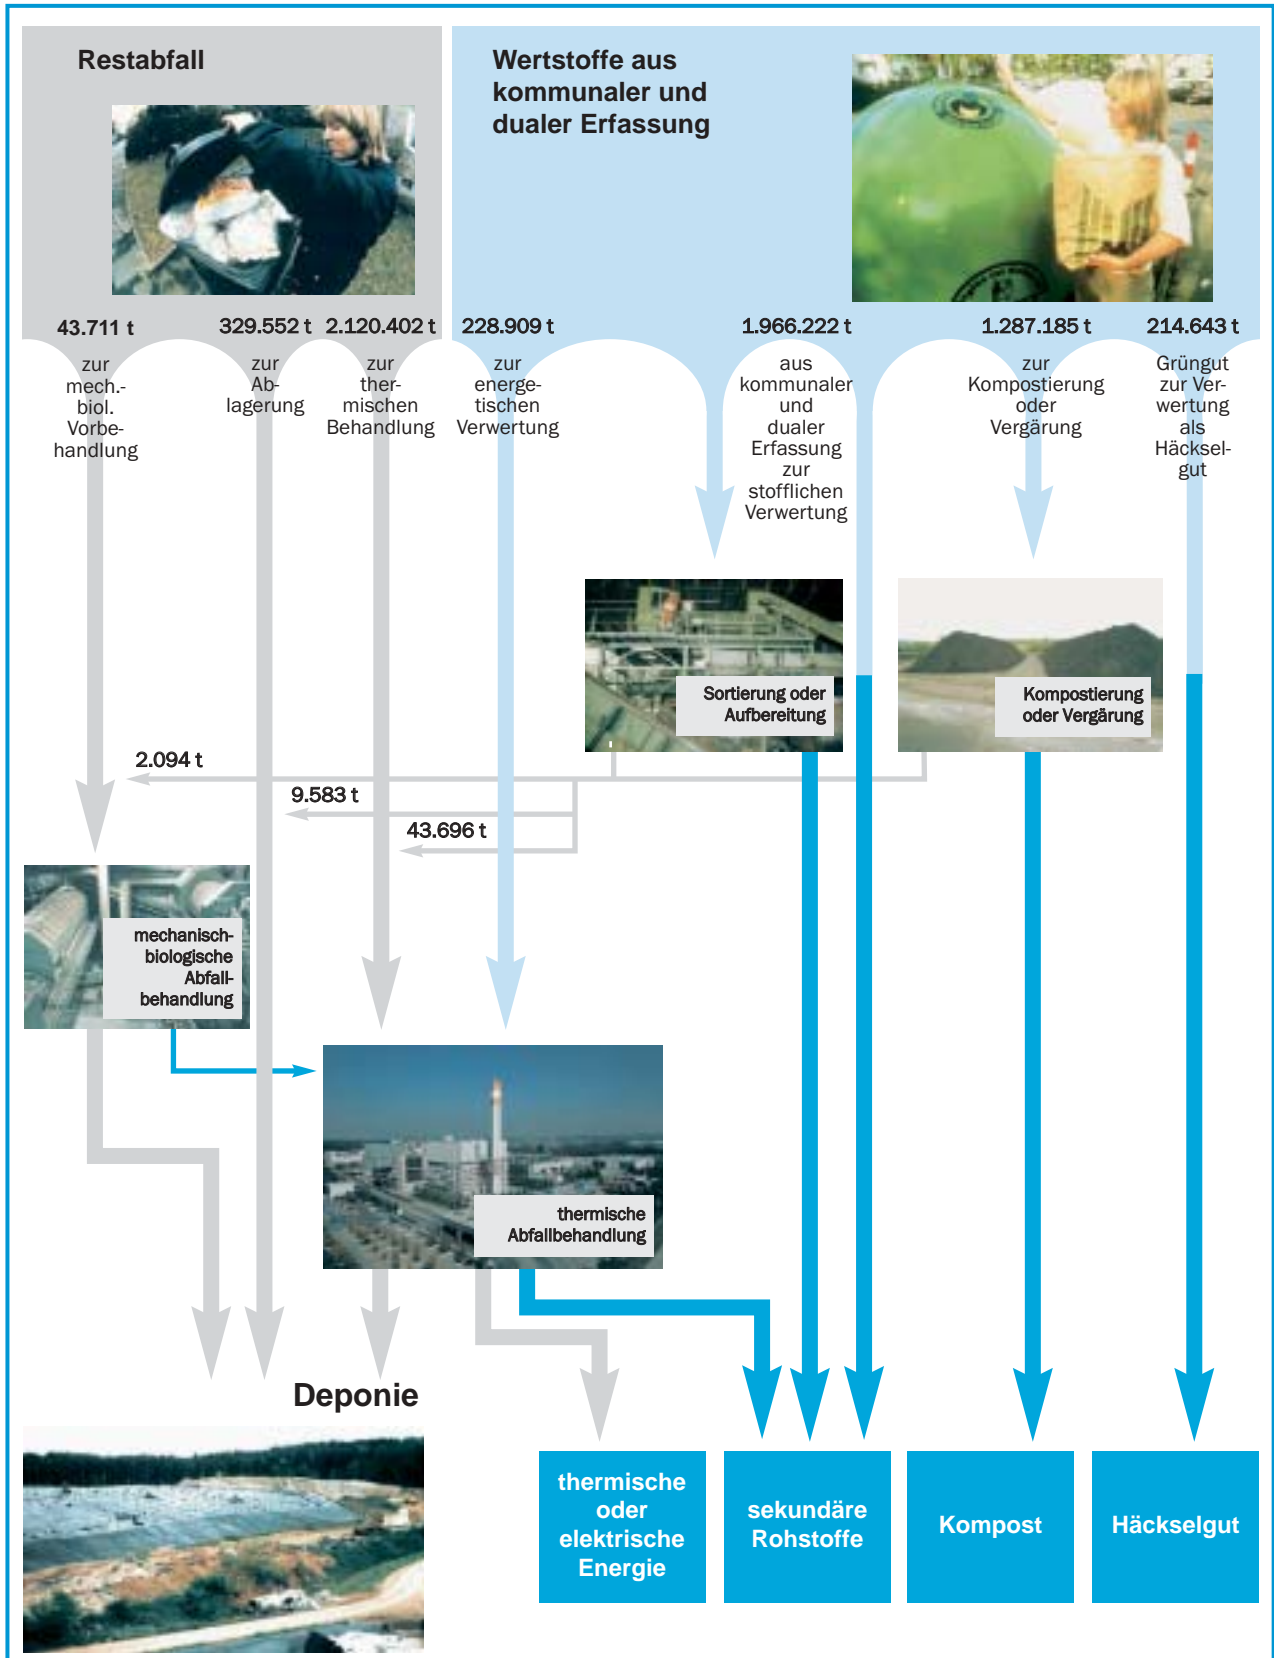 Restabfall
Wertstoffe aus
kommunaler und
dualer Erfassung
43.711 t
zur
mech.-
biol.
Vorbe-
handlung
329.552 t
zur
Ab-
lagerung
2.120.402 t
zur
ther-
mischen
Behandlung
228.909 t
zur
energe-
tischen
Verwertung
1.966.222 t
aus
kommunaler
und
dualer
Erfassung
zur
stofflichen
Verwertung
1.287.185 t
zur
Kompostierung
oder
Vergärung
214.643 t
Grüngut
zur Ver-
wertung
als
Häcksel-
gut
Sortierung oder
Aufbereitung
Kompostierung
oder Vergärung
2.094 t
9.583 t
43.696 t
mechanisch-
biologische
Abfall-
behandlung
thermische
Abfallbehandlung
Deponie
thermische
oder
elektrische
Energie
sekundäre
Rohstoffe
Kompost
Häckselgut